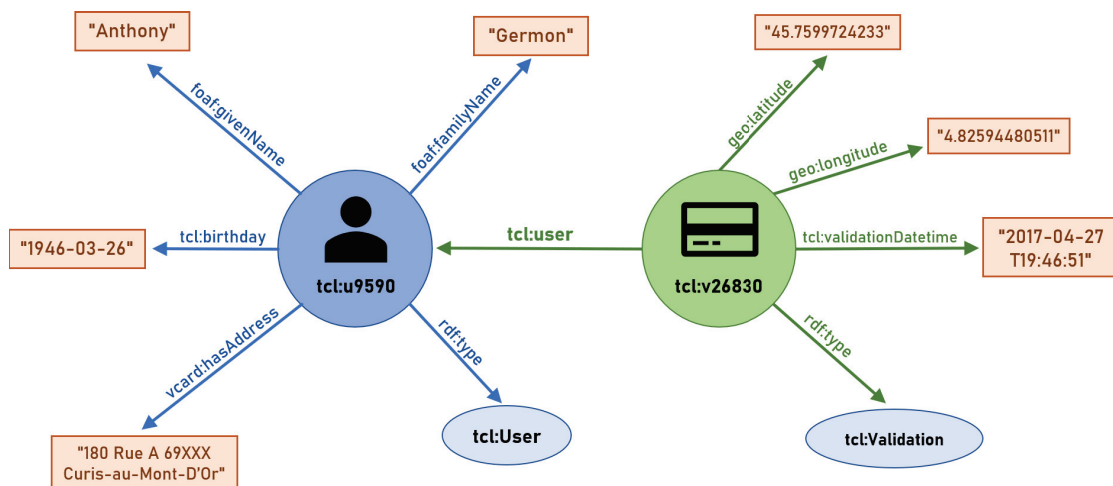 "Anthony"
"Germon"
"45.7599724233"
foaf:givenName
foaf:familyName
geo:latitude
"4.82594480511"
geo:longitude
"1946-03-26"
tcl:birthday
tcl:user
tcl:validationDatetime
"2017-04-27
T19:46:51"
tcl:u9590
tcl:v26830
vcard:hasAddress
rdf:type
rdf:type
"180 Rue A 69XXX
Curis-au-Mont-D'Or"
tcl:User
tcl:Validation